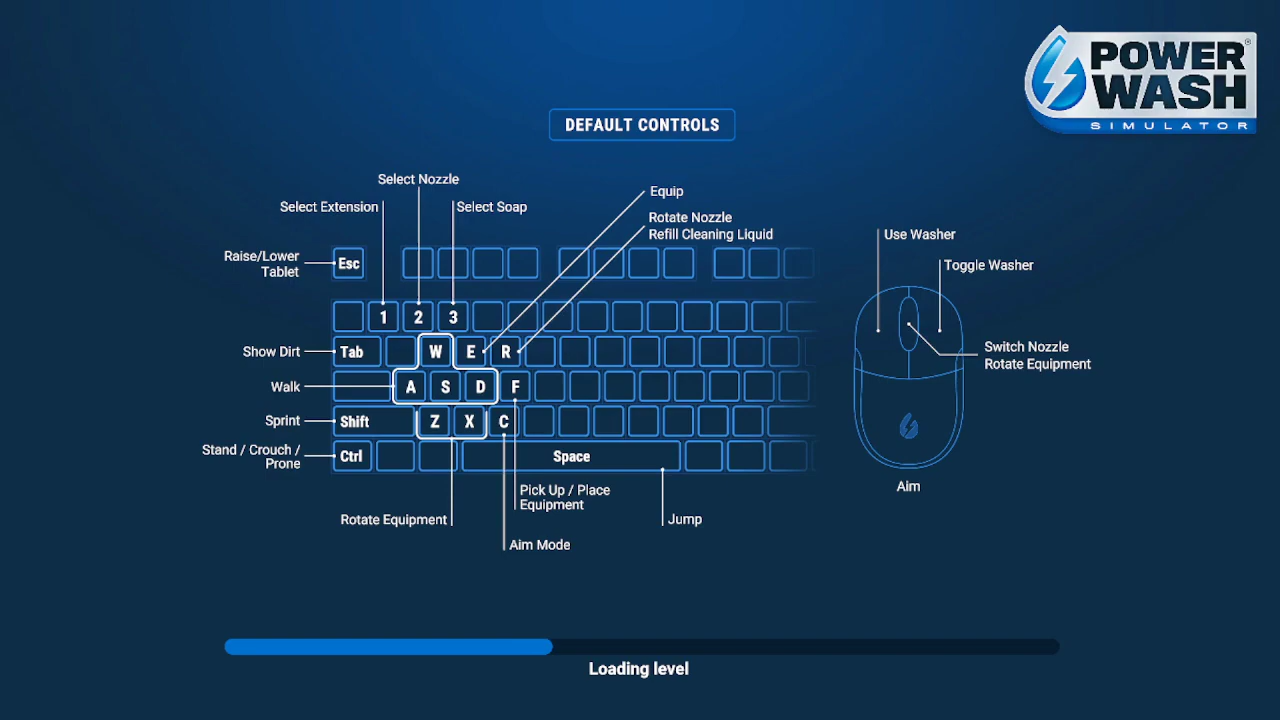 POWER
WASH
SIMULATOR
®
DEFAULT CONTROLS
Select Nozzle
Select Extension
Select Soap
Equip
Rotate Nozzle
Refill Cleaning Liquid
Raise/Lower
Tablet
Esc
1 2 3
Show Dirt
Tab W E R
Walk
A S D F
Sprint
Shift Z X C
Stand / Crouch /
Prone
Ctrl Space
Pick Up / Place
Equipment
Rotate Equipment
Jump
Aim Mode
Use Washer
Toggle Washer
Switch Nozzle
Rotate Equipment
Aim
Loading level